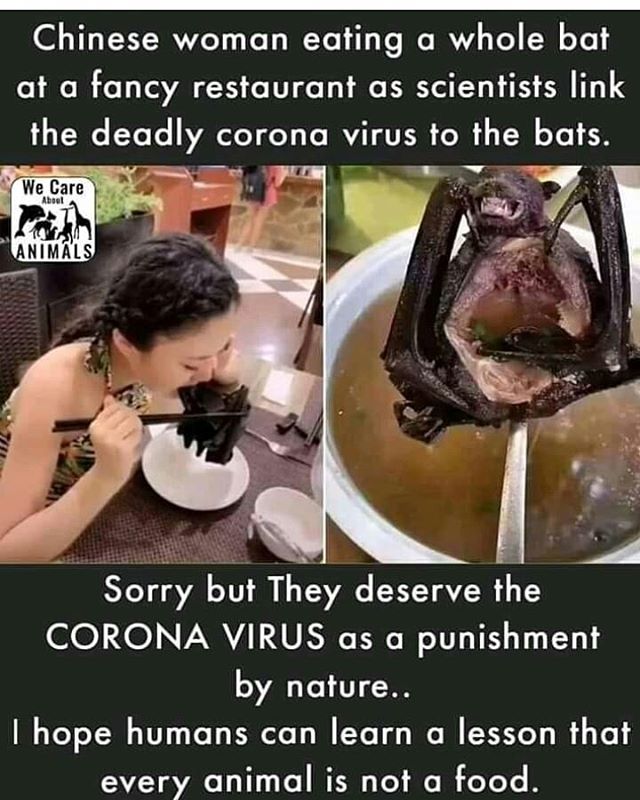 Chinese woman eating a whole bat
at a fancy restaurant as scientists link
the deadly corona virus to the bats.
We Care
About
ANIMALS
Sorry but They deserve the
CORONA VIRUS as a punishment
by nature..
I hope humans can learn a lesson that
every animal is not a food.